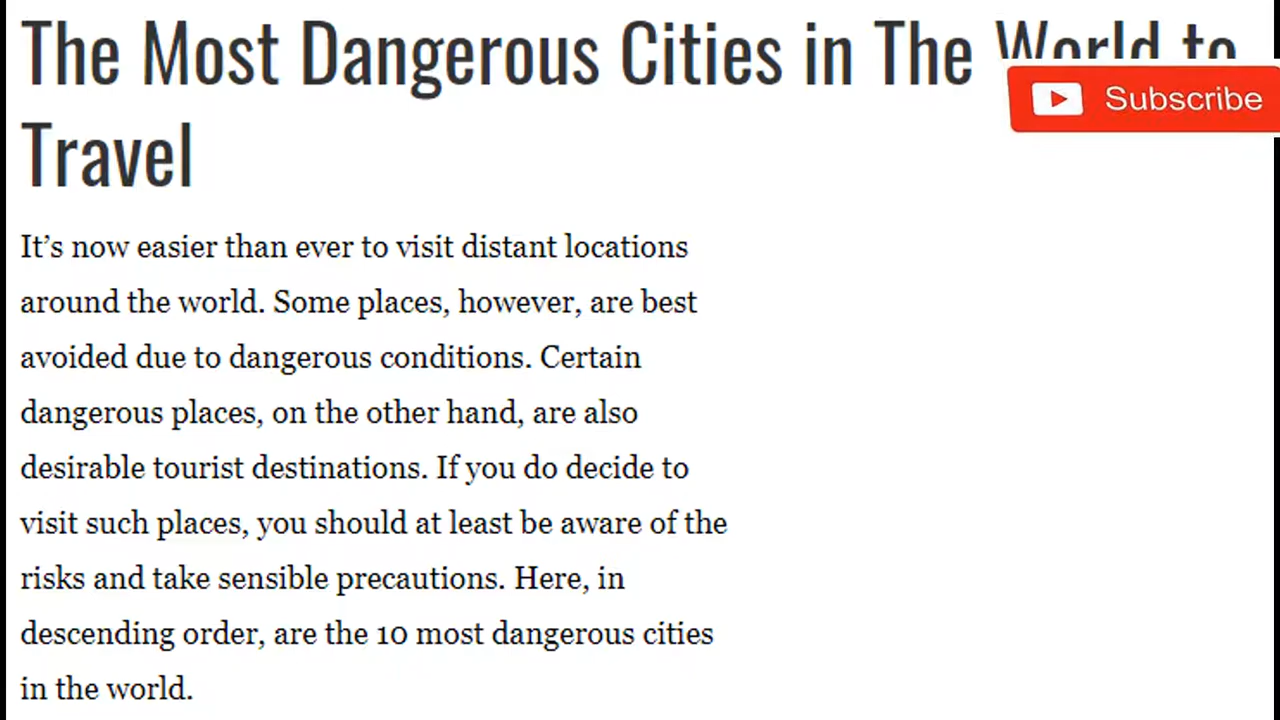 The Most Dangerous Cities in The World to
Subscribe
Travel
It's now easier than ever to visit distant locations
around the world. Some places, however, are best
avoided due to dangerous conditions. Certain
dangerous places, on the other hand, are also
desirable tourist destinations. If you do decide to
visit such places, you should at least be aware of the
risks and take sensible precautions. Here, in
descending order, are the 10 most dangerous cities
in the world.